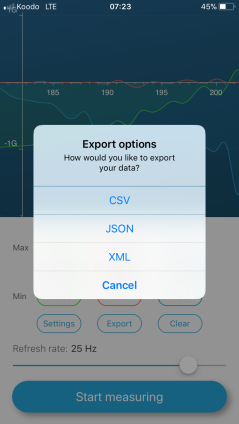 Koodo LTE 07:23 45%
185 190 195 200
-1G
Export options
How would you like to export
your data?
CSV
JSON
XML
Cancel
Max
Min
Settings Export Clear
Refresh rate: 25 Hz
Start measuring